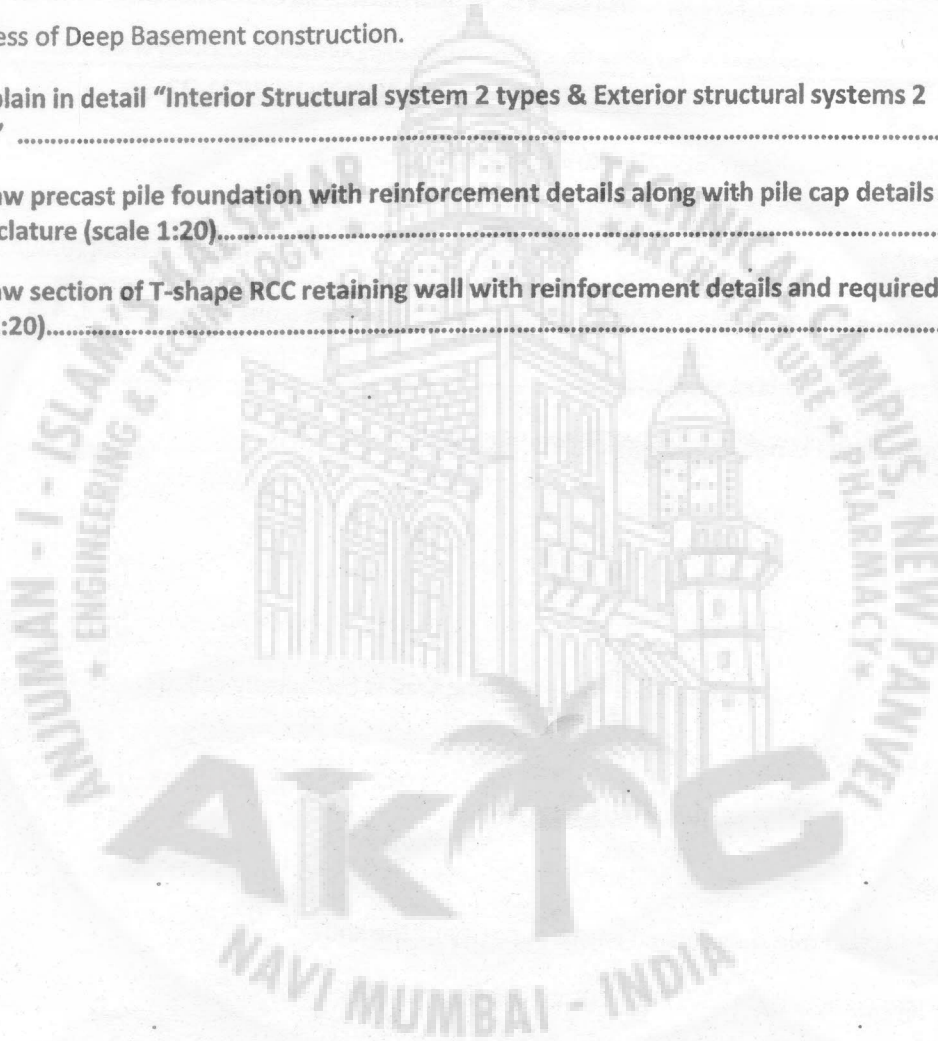 ess of Deep Basement construction.
plain in detail “Interior Structural system 2 types & Exterior structural systems 2
” ........................................................................................................
aw precast pile foundation with reinforcement details along with pile cap details
clature (scale 1:20)........................................................................................
aw section of T-shape RCC retaining wall with reinforcement details and required
:20)....................................................................................................
ANJUMAN - I - ISLAM'S KALSEKAR TECHNICAL CAMPUS, NEW PANVEL
★ ENGINEERING & TECHNOLOGY ★ ARCHITECTURE ★ PHARMACY ★
AKTC
NAVI MUMBAI - INDIA